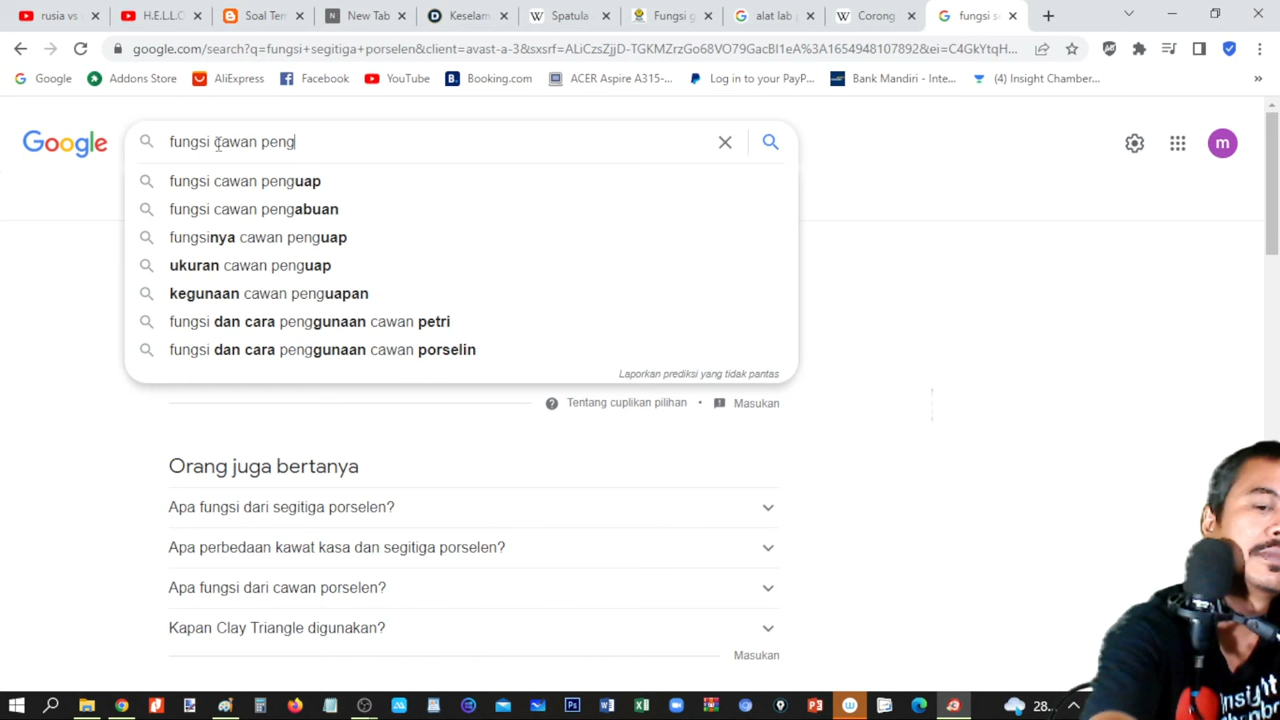 rusia vs
H.E.L.L.C
Soal Ter
New Tab
Keselam
Spatula
Fungsi g
alat lab
Corong
fungsi s
google.com/search?q=fungsi+segitiga+porselen&client=avast-a-3&sxsrf=ALiCzsZjjD-TGKMZrzGo68VO79GacBI1eA%3A1654948107892&ei=C4GkYtqH...
Google
Addons Store
AliExpress
Facebook
YouTube
Booking.com
ACER Aspire A315-...
Log in to your PayP...
Bank Mandiri - Inte...
(4) Insight Chamber...
Google
fungsi cawan peng
m
fungsi cawan penguap
fungsi cawan pengabuan
fungsinya cawan penguap
ukuran cawan penguap
kegunaan cawan penguapan
fungsi dan cara penggunaan cawan petri
fungsi dan cara penggunaan cawan porselin
Laporkan prediksi yang tidak pantas
Tentang cuplikan pilihan • Masukan
Orang juga bertanya
Apa fungsi dari segitiga porselen?
Apa perbedaan kawat kasa dan segitiga porselen?
Apa fungsi dari cawan porselen?
Kapan Clay Triangle digunakan?
Masukan
Insight
28...